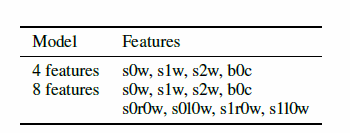 Model Features
4 features s0w, s1w, s2w, b0c
8 features s0w, s1w, s2w, b0c
s0r0w, s0l0w, s1r0w, s1l0w